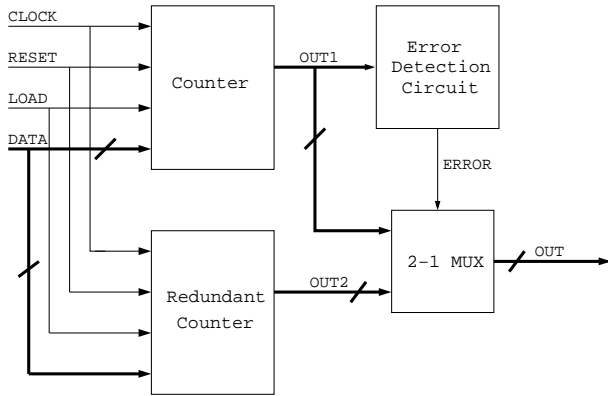 CLOCK
RESET
LOAD
DATA
Counter
OUT1
Error
Detection
Circuit
ERROR
Redundant
Counter
OUT2
2-1 MUX
OUT